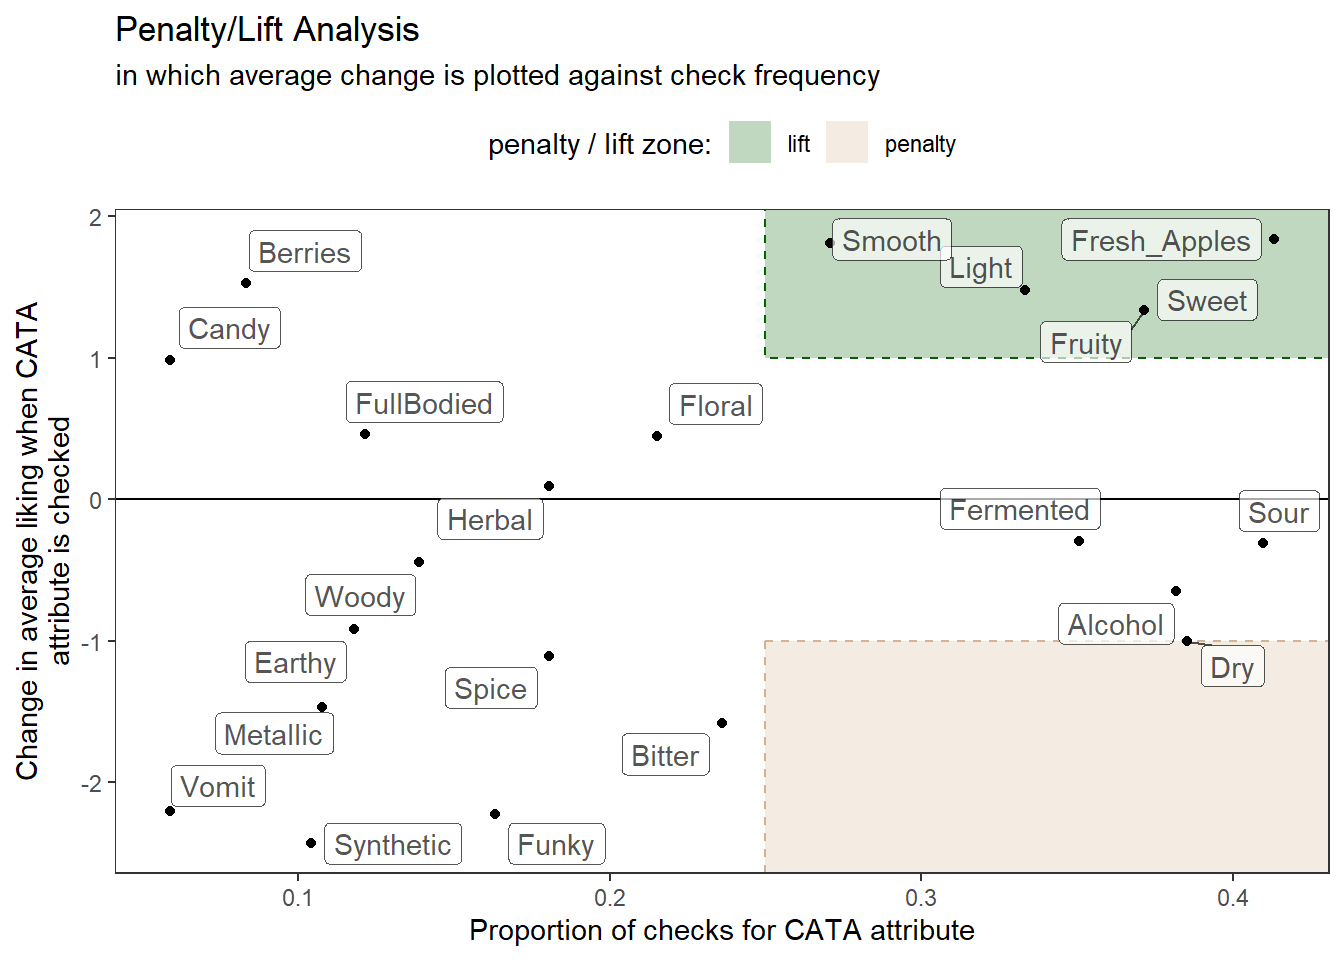 Penalty/Lift Analysis
in which average change is plotted against check frequency
penalty / lift zone: lift penalty
Change in average liking when CATA
attribute is checked
2
1
0
-1
-2
Berries
Candy
FullBodied
Floral
Herbal
Woody
Earthy
Spice
Metallic
Bitter
Vomit
Synthetic
Funky
Smooth
Light
Fresh_Apples
Sweet
Fruity
Fermented
Sour
Alcohol
Dry
0.1 0.2 0.3 0.4
Proportion of checks for CATA attribute